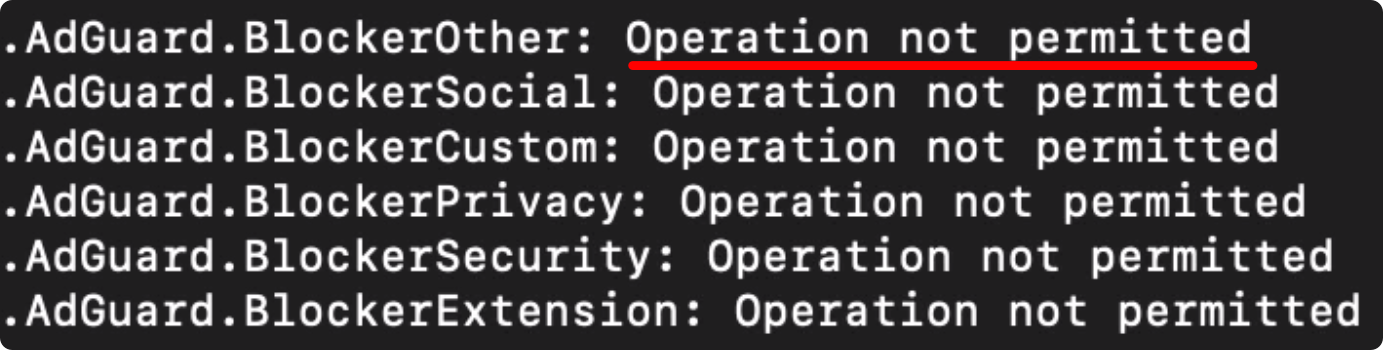 .AdGuard.BlockerOther: Operation not permitted
.AdGuard.BlockerSocial: Operation not permitted
.AdGuard.BlockerCustom: Operation not permitted
.AdGuard.BlockerPrivacy: Operation not permitted
.AdGuard.BlockerSecurity: Operation not permitted
.AdGuard.BlockerExtension: Operation not permitted